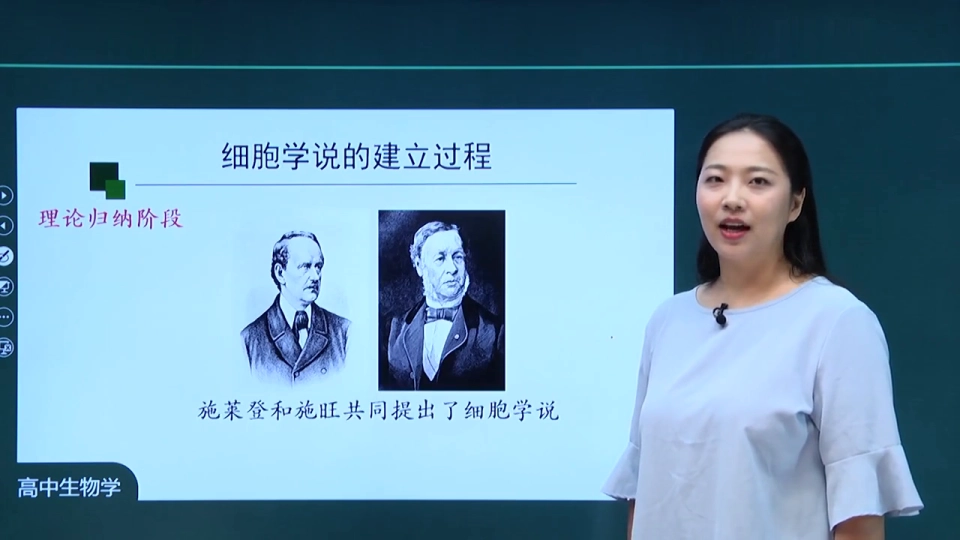 细胞学说的建立过程
理论归纳阶段
施莱登和施旺共同提出了细胞学说
高中生物学